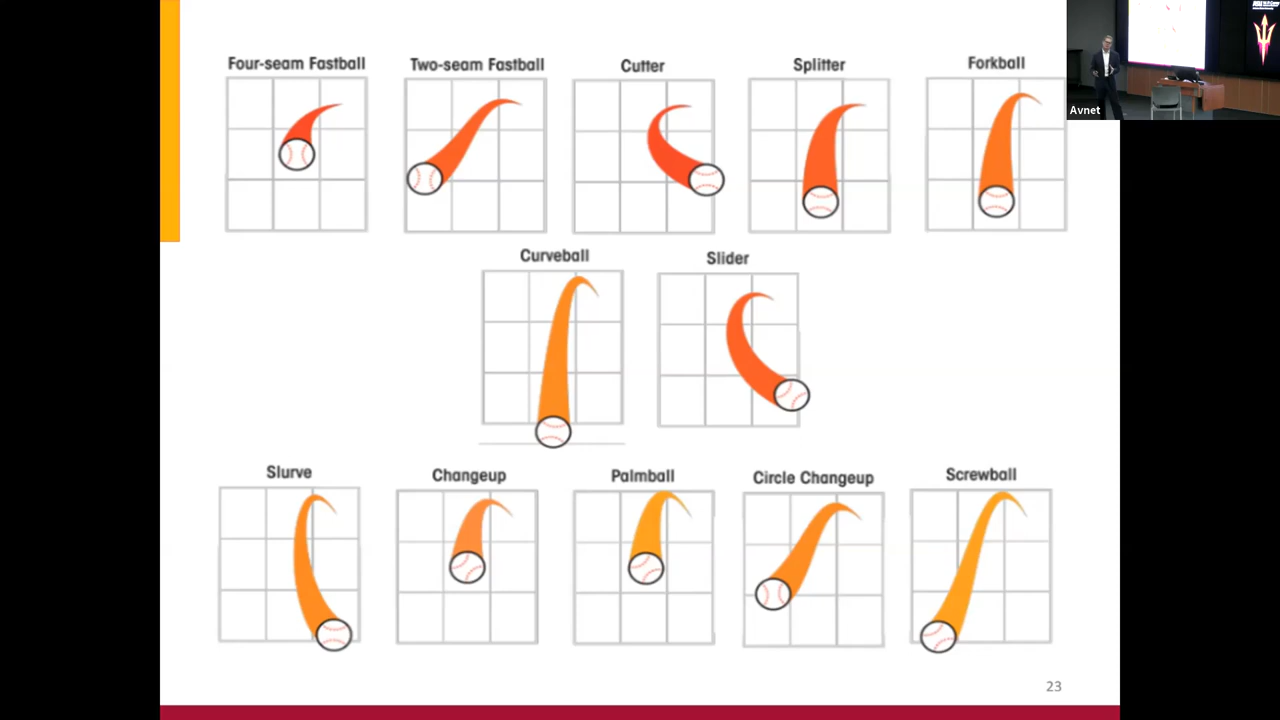 Four-seam Fastball
Two-seam Fastball
Cutter
Splitter
Forkball
Avnet
Curveball
Slider
Slurve
Changeup
Palmball
Circle Changeup
Screwball
23